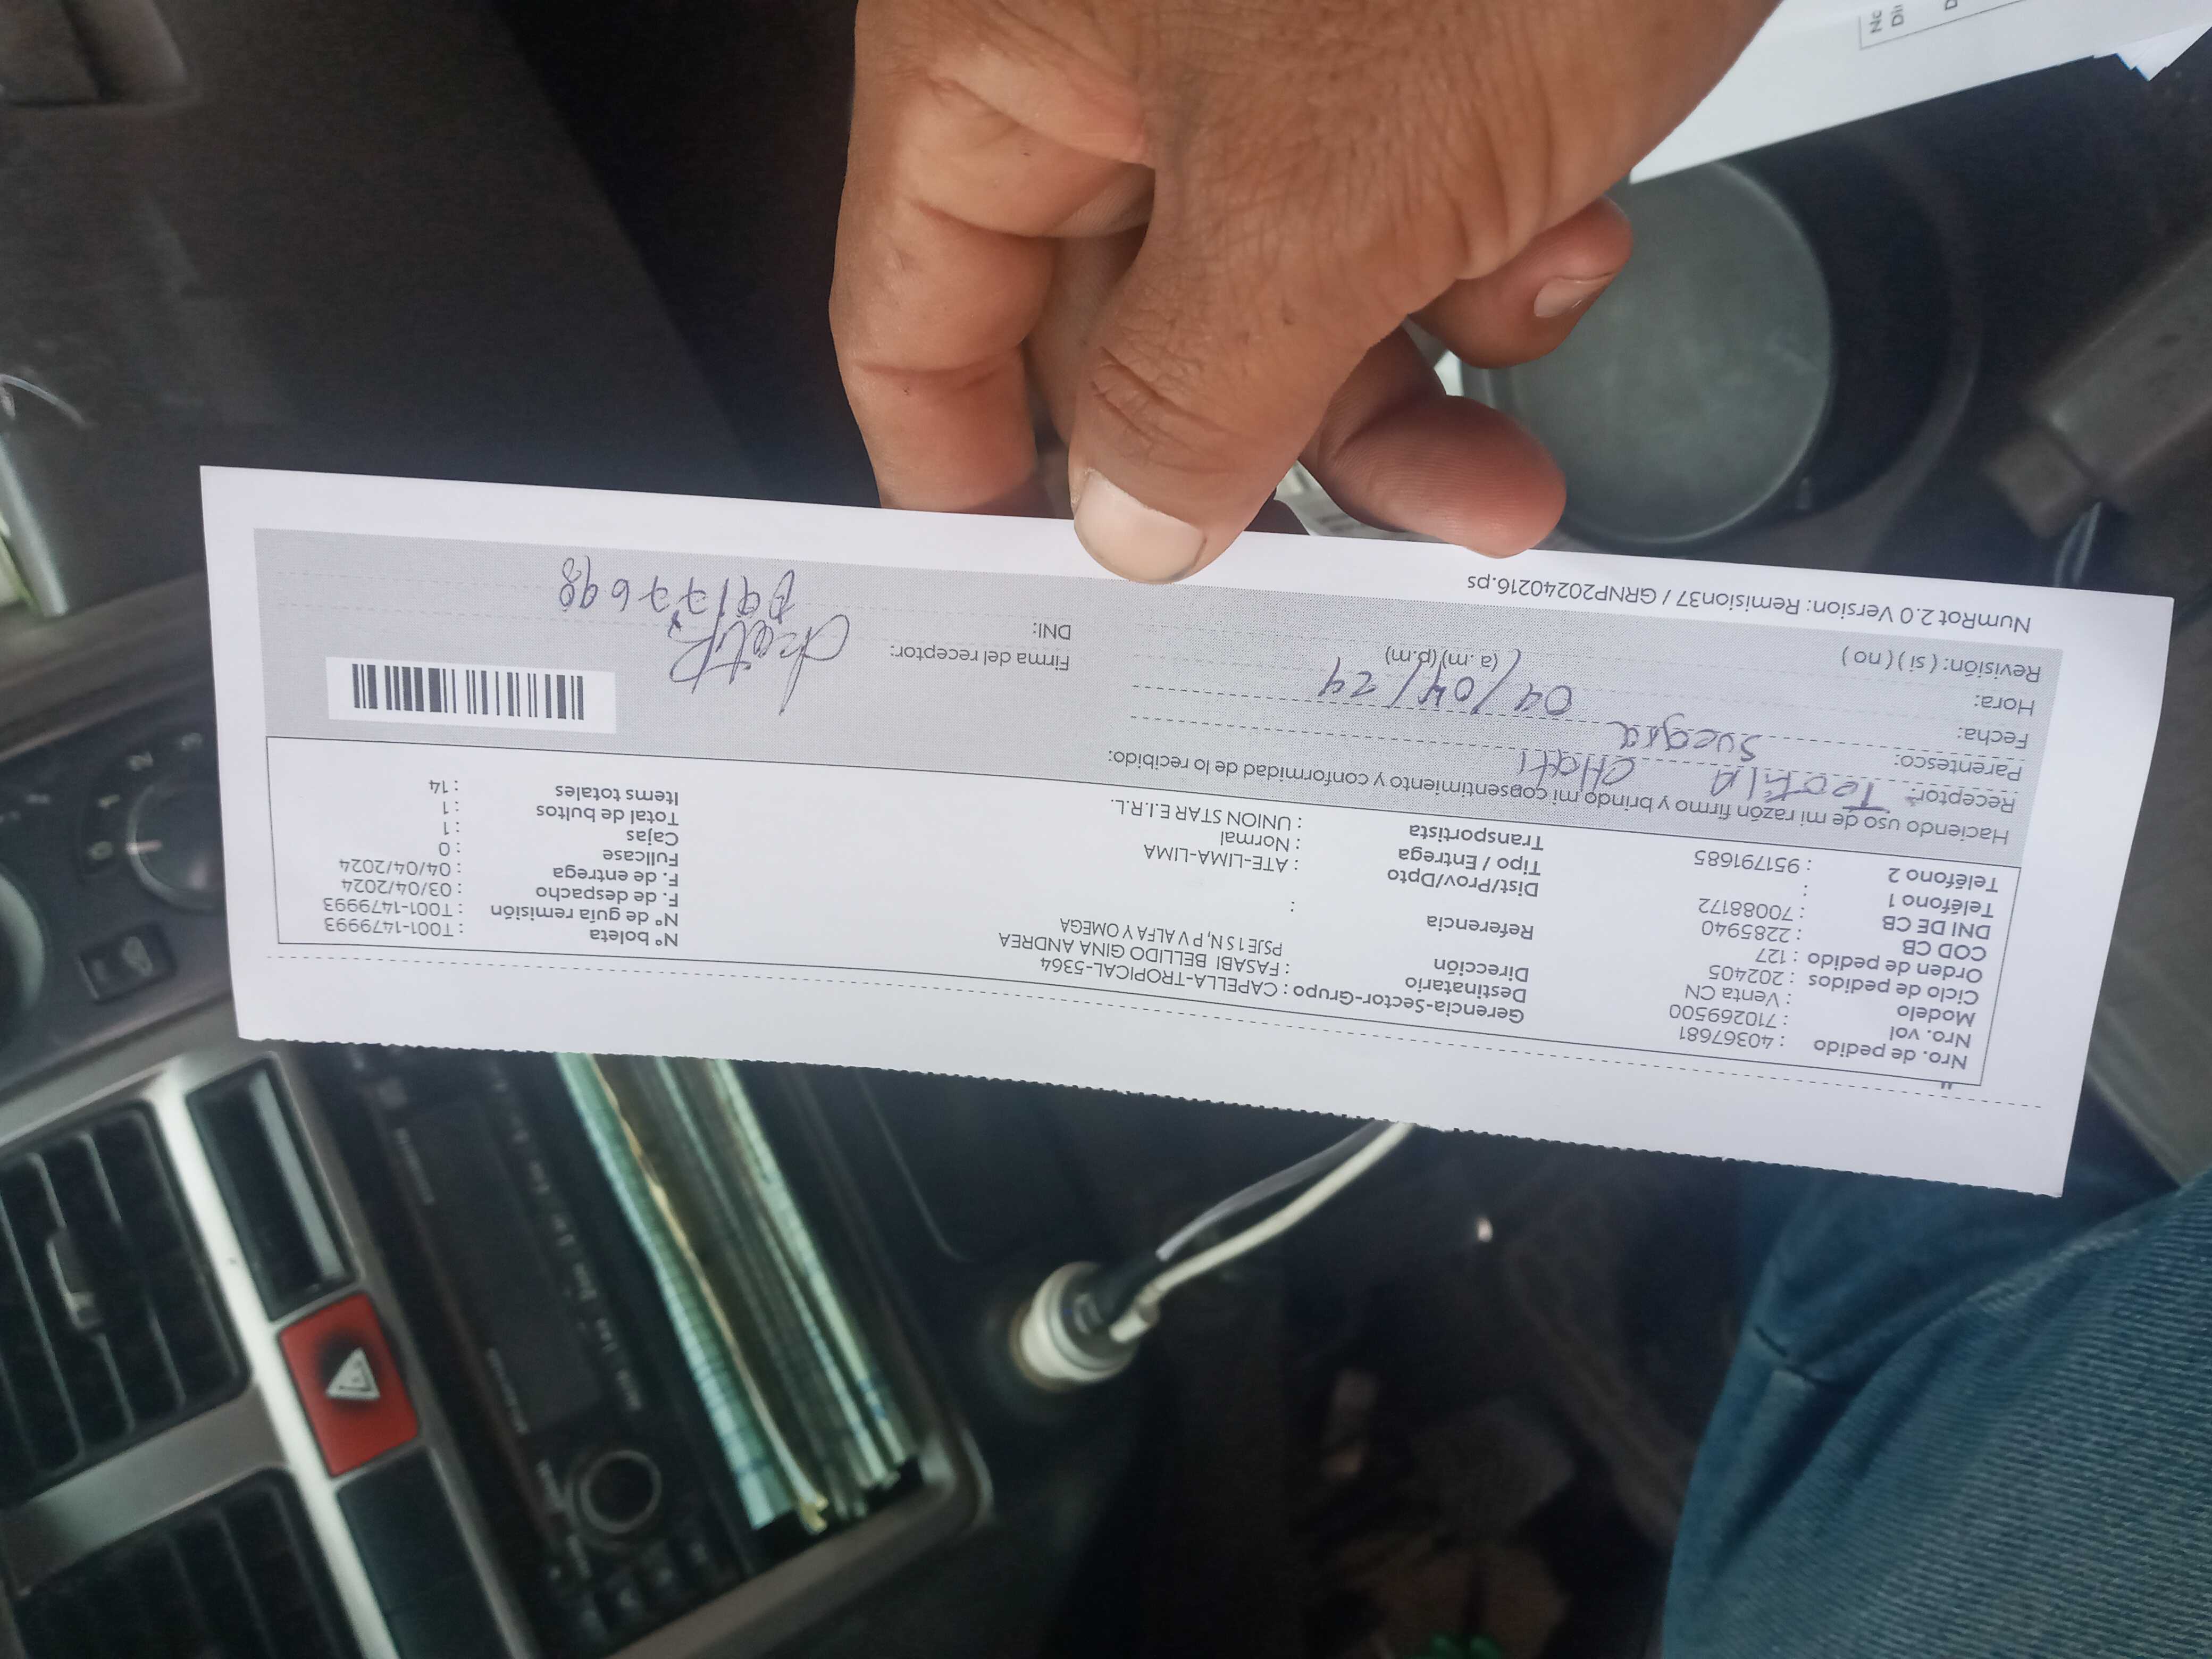 Nro. de pedido : 40367681
Nro. vol : 710269500
Modelo : Venta CN
Ciclo de pedidos : 202405
Orden de pedido : 127
COD CB : 2285940
DNI DE CB : 70088172
Teléfono 1 :
Teléfono 2 : 951791685
Gerencia-Sector-Grupo : CAPELLA-TROPICAL-5364
Destinatario : FASABI BELLIDO GINA ANDREA
Dirección PSJE 1 S N, P V ALFA Y OMEGA
Referencia :
Dist/Prov/Dpto : ATE-LIMA-LIMA
Tipo / Entrega : Normal
Transportista : UNION STAR E.I.R.L.
Nº boleta : T001-1479993
Nº de guía remisión : T001-1479993
F. de despacho : 03/04/2024
F. de entrega : 04/04/2024
Fullcase : 0
Cajas : 1
Total de bultos : 1
Items totales : 14
Haciendo uso de mi razón firmo y brindo mi consentimiento y conformidad de lo recibido:
Receptor: Teofila CHati
Parentesco: Suegra
Fecha: 04/04/24
Hora: (a.m) (p.m)
Revisión: ( si ) ( no )
Firma del receptor:
DNI: 09177698
NumRot 2.0 Version: Remision37 / GRNP20240216.ps